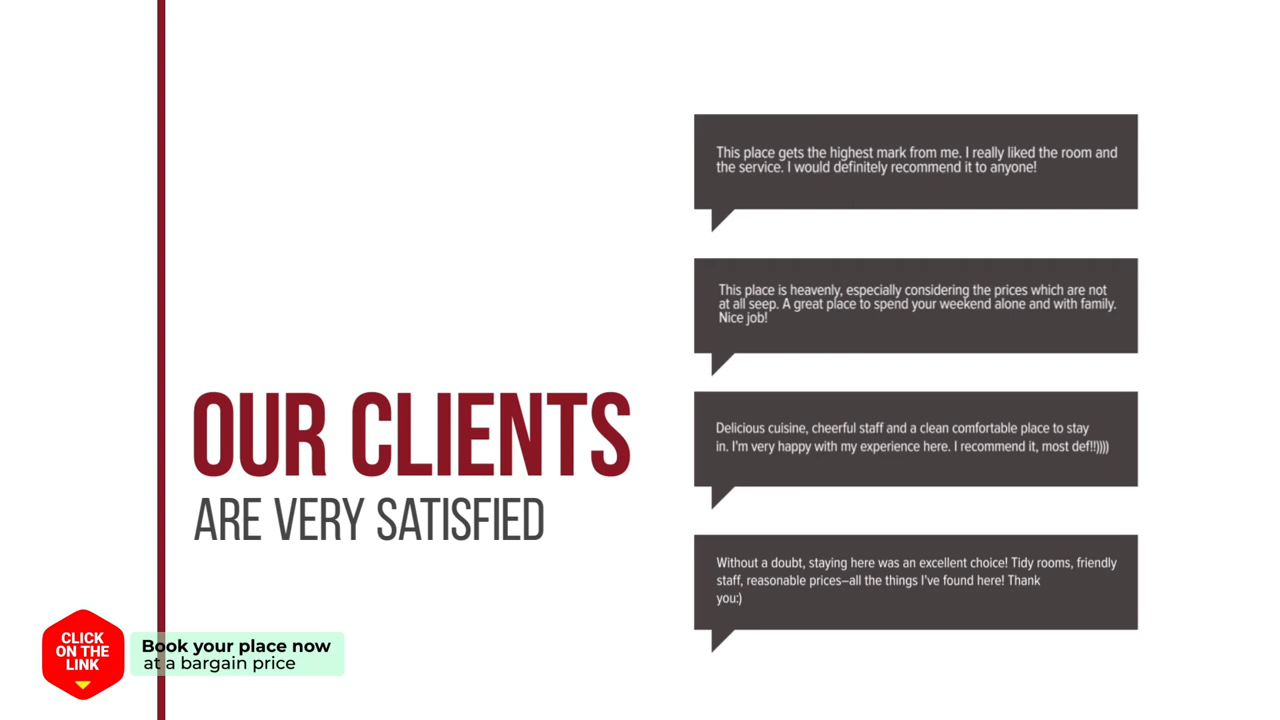 This place gets the highest mark from me. I really liked the room and
the service. I would definitely recommend it to anyone!
This place is heavenly, especially considering the prices which are not
at all seep. A great place to spend your weekend alone and with family.
Nice job!
OUR CLIENTS
ARE VERY SATISFIED
Delicious cuisine, cheerful staff and a clean comfortable place to stay
in. I'm very happy with my experience here. I recommend it, most def!!))))
Without a doubt, staying here was an excellent choice! Tidy rooms, friendly
staff, reasonable prices—all the things I've found here! Thank
you:)
CLICK
ON THE
LINK
Book your place now
at a bargain price